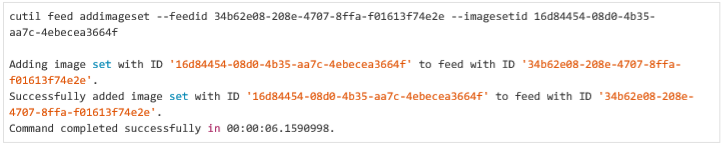 cutil feed addimageset --feedid 34b62e08-208e-4707-8ffa-f01613f74e2e --imagesetid 16d84454-08d0-4b35-
aa7c-4ebecea3664f
Adding image set with ID '16d84454-08d0-4b35-aa7c-4ebecea3664f' to feed with ID '34b62e08-208e-4707-8ffa-
f01613f74e2e'.
Successfully added image set with ID '16d84454-08d0-4b35-aa7c-4ebecea3664f' to feed with ID '34b62e08-208e-
4707-8ffa-f01613f74e2e'.
Command completed successfully in 00:00:06.1590998.